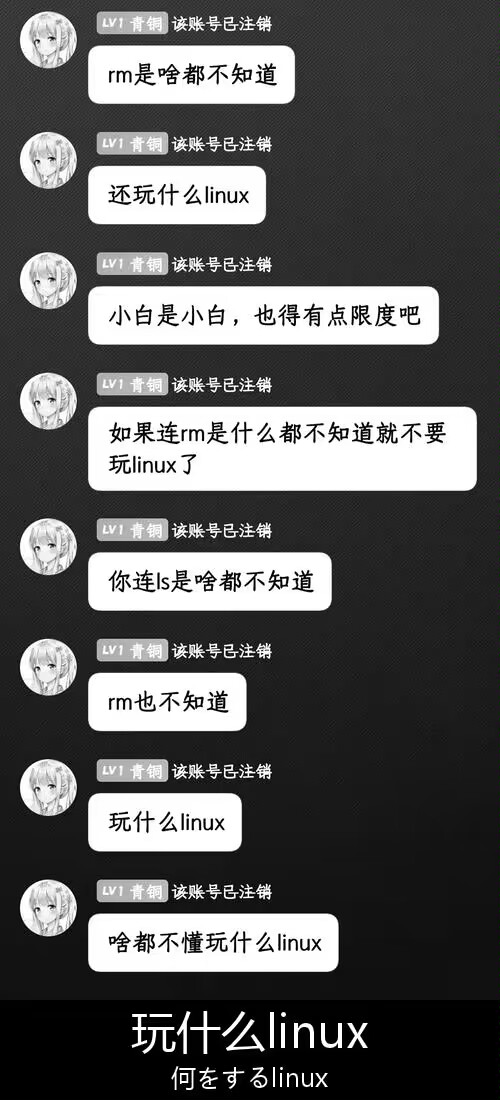 LV1 青铜 该账号已注销
rm是啥都不知道
LV1 青铜 该账号已注销
还玩什么linux
LV1 青铜 该账号已注销
小白是小白，也得有点限度吧
LV1 青铜 该账号已注销
如果连rm是什么都不知道就不要
玩linux了
LV1 青铜 该账号已注销
你连ls是啥都不知道
LV1 青铜 该账号已注销
rm也不知道
LV1 青铜 该账号已注销
玩什么linux
LV1 青铜 该账号已注销
啥都不懂玩什么linux
玩什么linux
何をするlinux